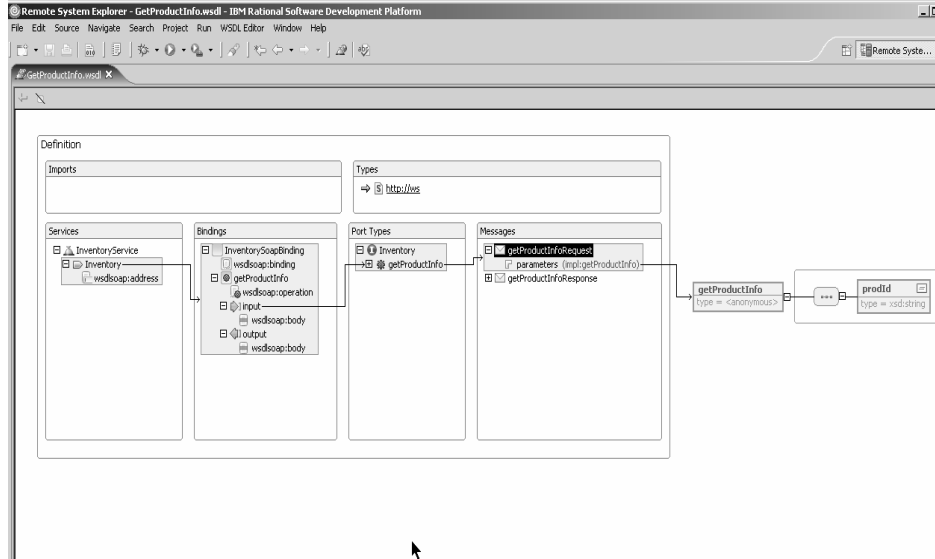 Remote System Explorer - GetProductInfo.wsdl - IBM Rational Software Development Platform
File Edit Source Navigate Search Project Run WSDL Editor Window Help
Remote Syste...
GetProductInfo.wsdl
Definition
Imports
Types
http://ws
Services
InventoryService
Inventory
wsdlsoap:address
Bindings
InventorySoapBinding
wsdlsoap:binding
getProductInfo
wsdlsoap:operation
input
wsdlsoap:body
output
wsdlsoap:body
Port Types
Inventory
getProductInfo
Messages
getProductInfoRequest
parameters (impl:getProductInfo)
getProductInfoResponse
getProductInfo
type = <anonymous>
prodId
type = xsd:string